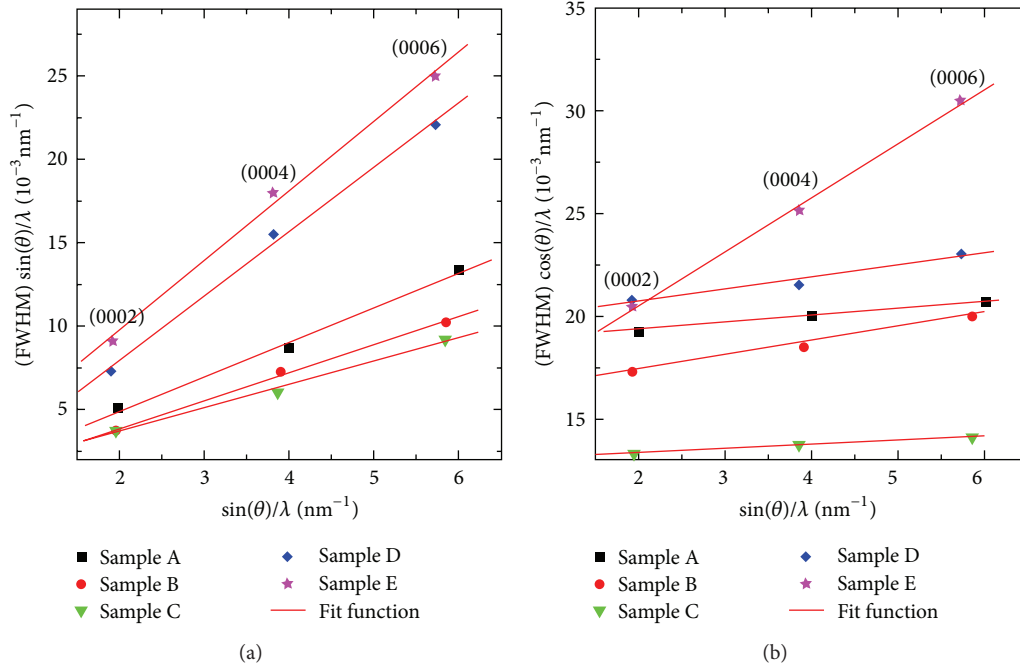 25
20
15
10
5
2
3
4
5
6
(0002)
(0004)
(0006)
(FWHM) sin(θ)/λ (10⁻³nm⁻¹)
sin(θ)/λ (nm⁻¹)
Sample A
Sample B
Sample C
Sample D
Sample E
Fit function
(a)
35
30
25
20
15
2
3
4
5
6
(0002)
(0004)
(0006)
(FWHM) cos(θ)/λ (10⁻³nm⁻¹)
sin(θ)/λ (nm⁻¹)
Sample A
Sample B
Sample C
Sample D
Sample E
Fit function
(b)